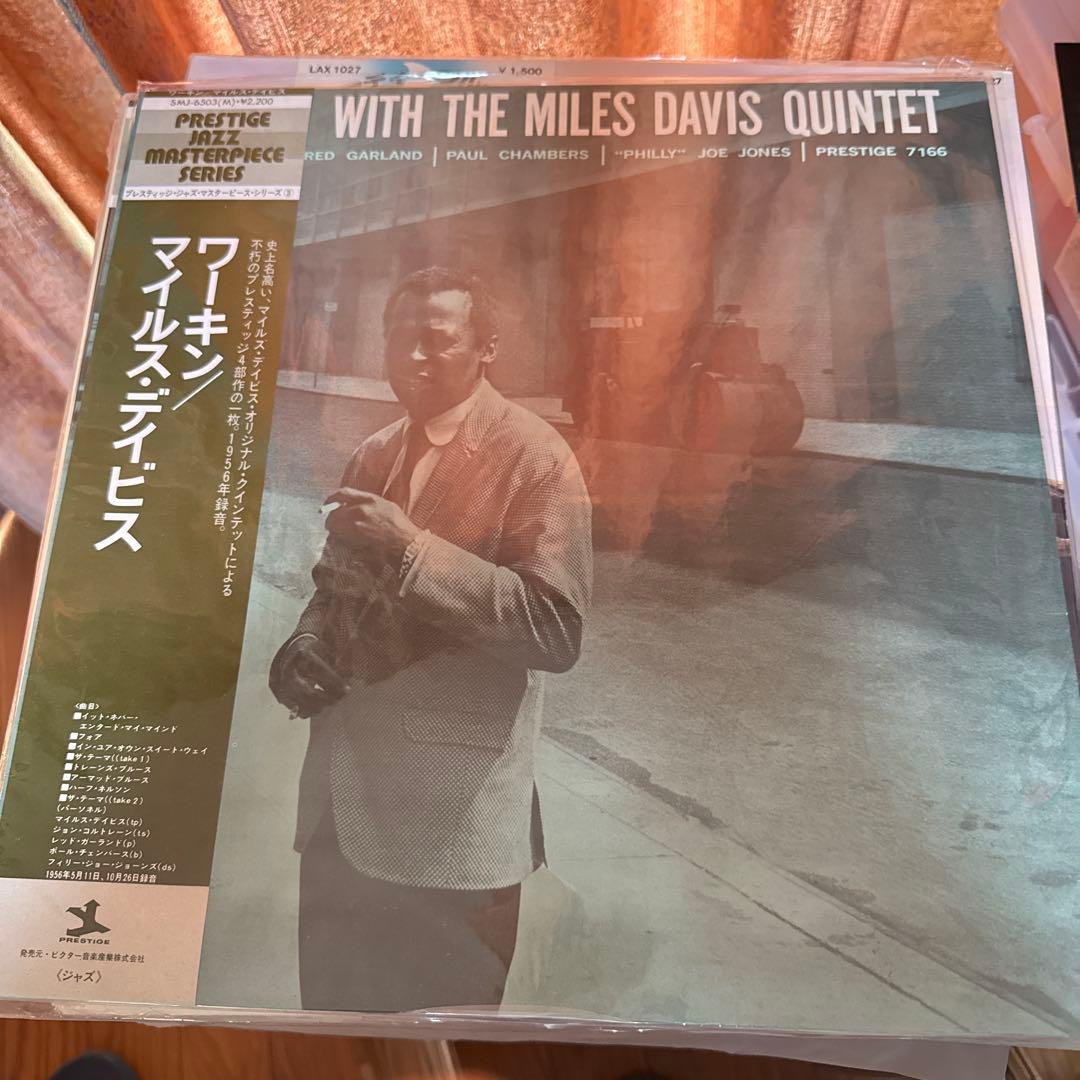 LAX 1027
¥ 1,500
27
ワーキン/マイルス・デイビス
SMJ-6503(M)・¥2,200
PRESTIGE
JAZZ
MASTERPIECE
SERIES
プレスティッジ・ジャズ・マスターピース・シリーズ③
WITH THE MILES DAVIS QUINTET
RED GARLAND | PAUL CHAMBERS | "PHILLY" JOE JONES | PRESTIGE 7166
ワーキン/
マイルス・デイビス
史上名高い、マイルズ・デイビス・オリジナル・クインテットによる
不朽のプレスティッジ4部作の一枚。1956年録音。
〈曲目〉
■イット・ネバー・
エンタード・マイ・マインド
■フォア
■イン・ユア・オウン・スイート・ウェイ
■ザ・テーマ((take 1)
■トレーンズ・ブルース
■アーマッド・ブルース
■ハーフ・ネルソン
■ザ・テーマ((take 2)
(パーソネル)
マイルス・デイビス(tp)
ジョン・コルトレーン(ts)
レッド・ガーランド(p)
ポール・チェンバース(b)
フィリー・ジョー・ジョーンズ(ds)
1956年5月11日、10月26日録音
PRESTIGE
発売元・ビクター音楽産業株式会社
〈ジャズ〉